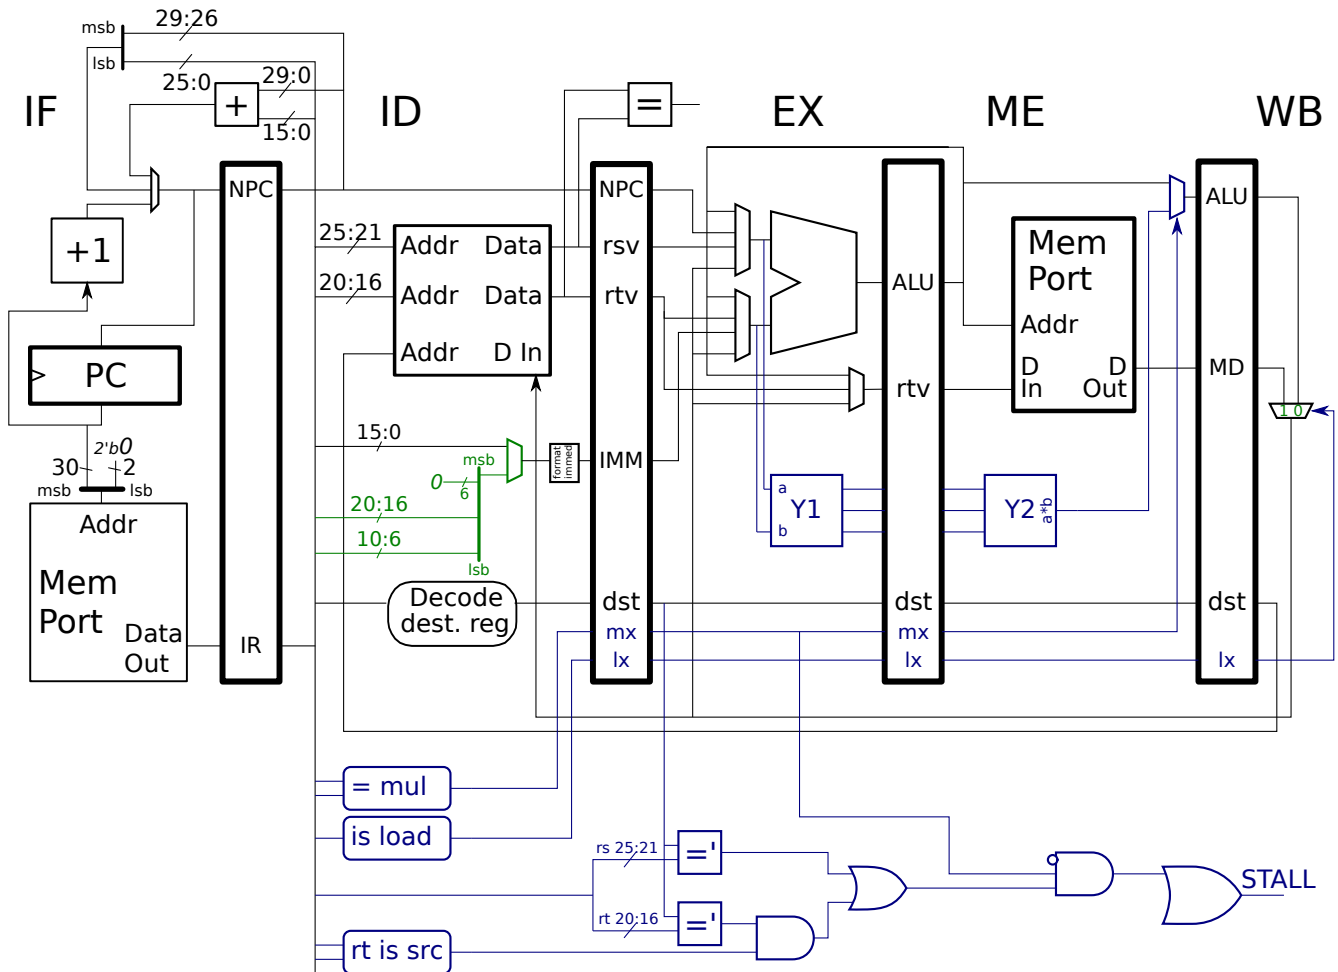 29:26
msb
lsb
25:0
29:0
+
15:0
=
IF
ID
EX
ME
WB
NPC
NPC
ALU
+1
25:21
Addr
Data
rsv
Mem
Port
20:16
Addr
Data
rtv
ALU
Addr
Addr
D In
PC
D
In
D
Out
MD
rtv
1 0
15:0
2'b0
30
2
msb
lsb
msb
0
6
format
immed
IMM
20:16
10:6
lsb
a
Y1
b
Y2
a*b
Addr
Mem
Port
Data
Out
IR
Decode
dest. reg
dst
dst
dst
mx
mx
lx
lx
lx
= mul
is load
rs 25:21
='
rt 20:16
='
rt is src
STALL